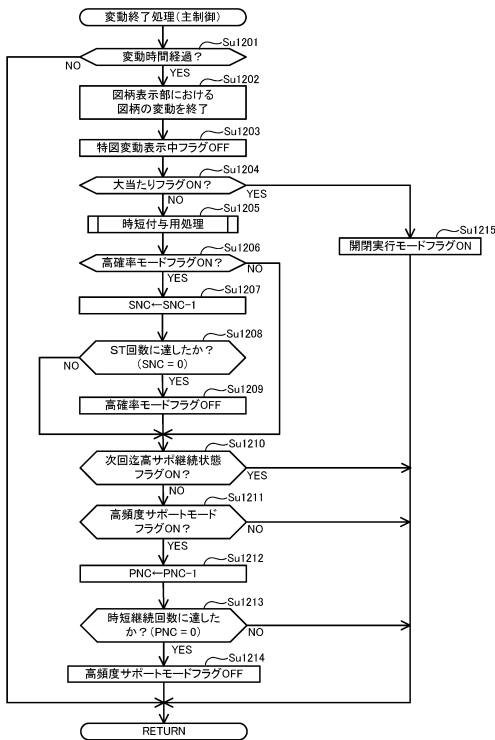 変動終了処理(主制御)
Su1201
変動時間経過？
NO
YES
Su1202
図柄表示部における
図柄の変動を終了
Su1203
特図変動表示中フラグOFF
Su1204
大当たりフラグON？
YES
NO
Su1205
時短付与用処理
Su1215
開閉実行モードフラグON
Su1206
高確率モードフラグON？
NO
YES
Su1207
SNC←SNC-1
Su1208
ST回数に達したか？
(SNC = 0)
NO
YES
Su1209
高確率モードフラグOFF
Su1210
次回迄高サポ継続状態
フラグON？
YES
NO
Su1211
高頻度サポートモード
フラグON？
NO
YES
Su1212
PNC←PNC-1
Su1213
時短継続回数に達した
か？(PNC = 0)
NO
YES
Su1214
高頻度サポートモードフラグOFF
RETURN